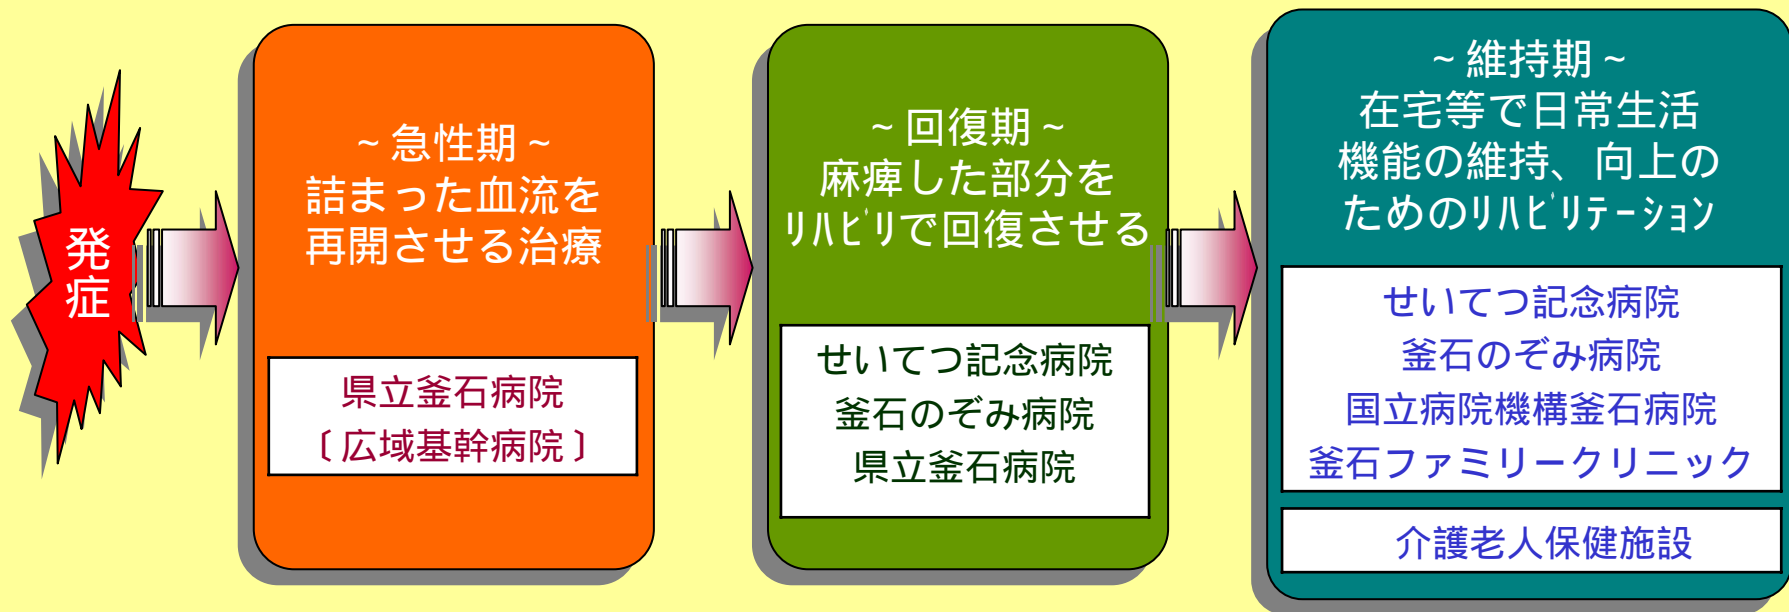 発症
~急性期~
詰まった血流を
再開させる治療
県立釜石病院
〔広域基幹病院〕
~回復期~
麻痺した部分を
ﾘﾊﾋﾞﾘで回復させる
せいてつ記念病院
釜石のぞみ病院
県立釜石病院
~維持期~
在宅等で日常生活
機能の維持、向上の
ためのﾘﾊﾋﾞﾘﾃｰｼｮﾝ
せいてつ記念病院
釜石のぞみ病院
国立病院機構釜石病院
釜石ファミリークリニック
介護老人保健施設